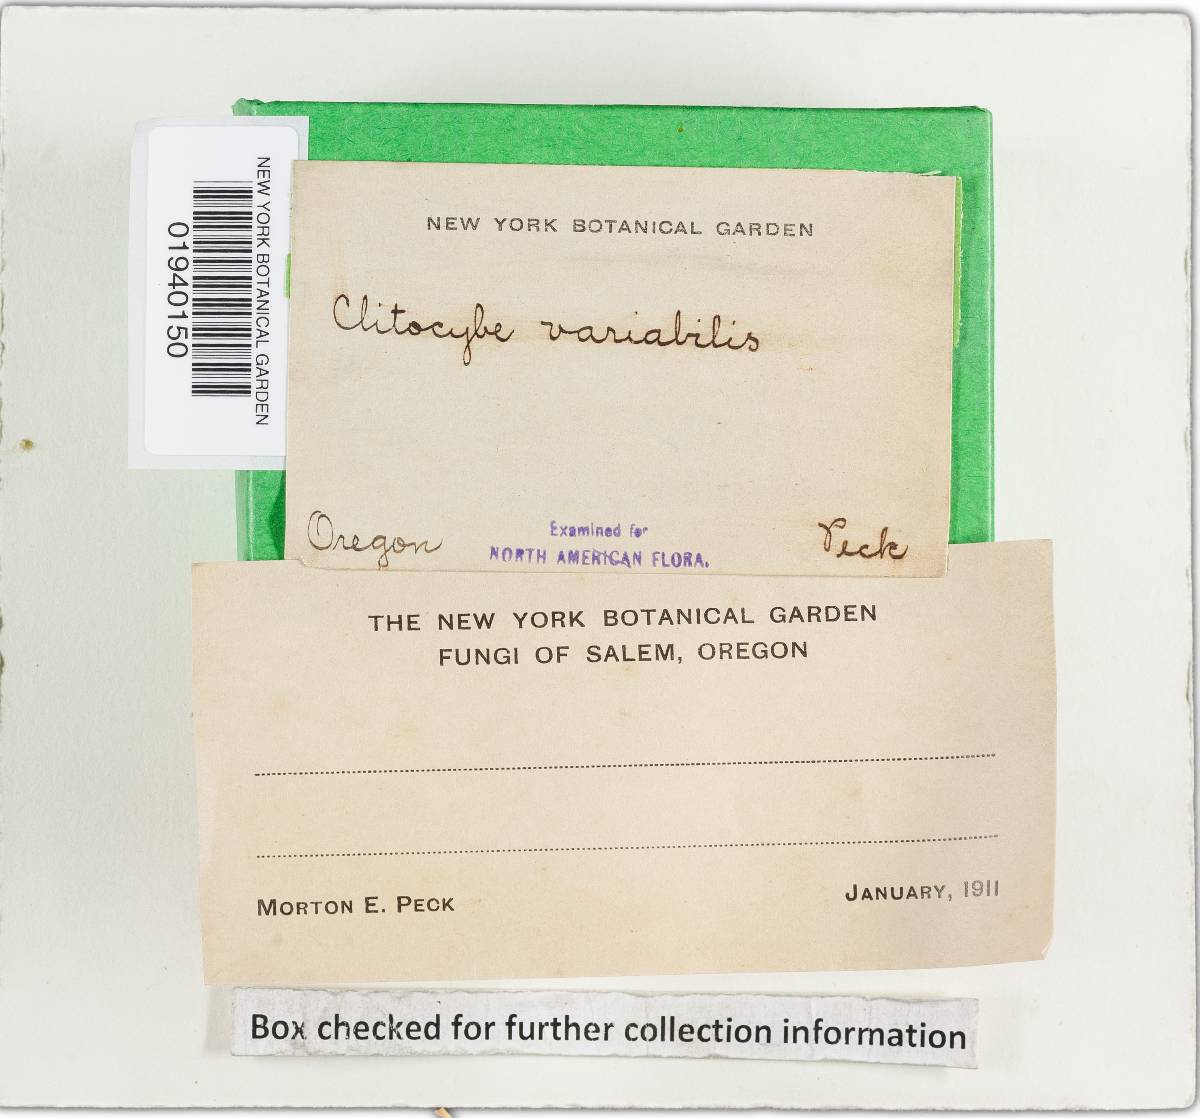 NEW YORK BOTANICAL GARDEN
01940150
NEW YORK BOTANICAL GARDEN
Clitocybe variabilis
Oregon
Examined for
NORTH AMERICAN FLORA.
Peck
THE NEW YORK BOTANICAL GARDEN
FUNGI OF SALEM, OREGON
MORTON E. PECK
JANUARY, 1911
Box checked for further collection information